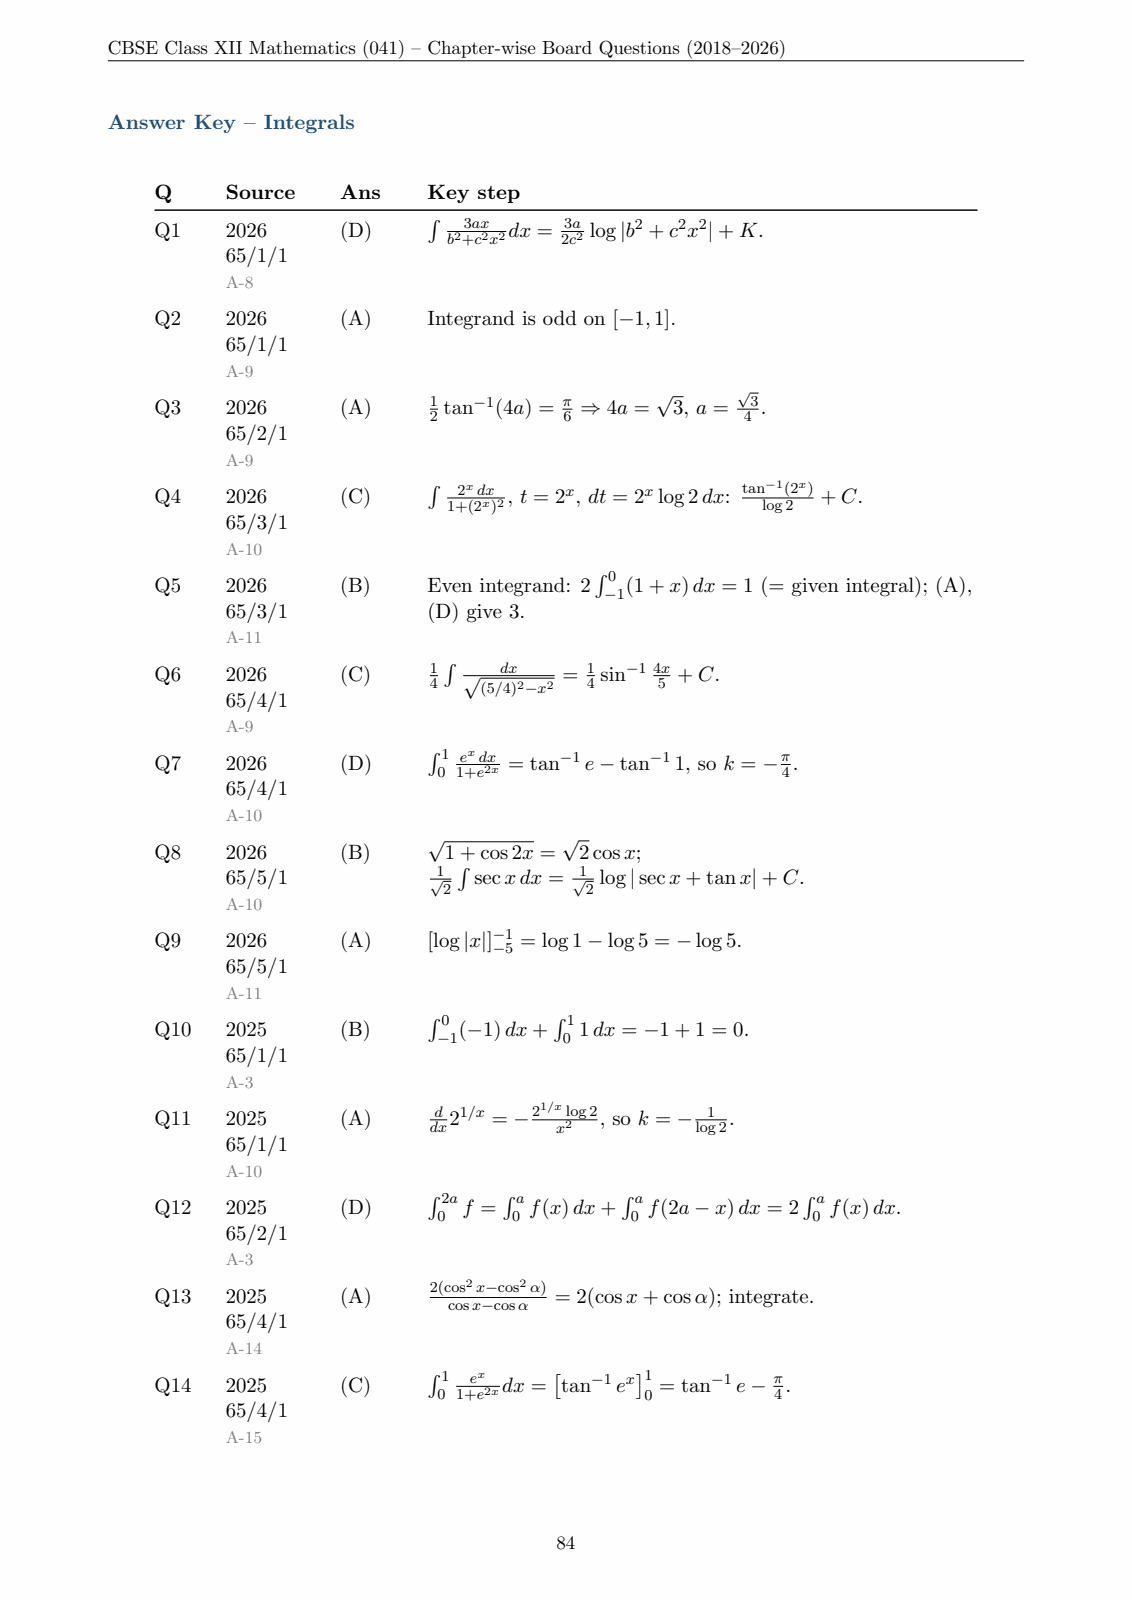 CBSE Class XII Mathematics (041) – Chapter-wise Board Questions (2018–2026)
Answer Key – Integrals
Q Source Ans Key step
Q1 2026 (D) ∫ 3ax/(b²+c²x²) dx = 3a/(2c²) log |b² + c²x²| + K.
65/1/1
A-8
Q2 2026 (A) Integrand is odd on [−1, 1].
65/1/1
A-9
Q3 2026 (A) 1/2 tan⁻¹(4a) = π/6 ⇒ 4a = √3, a = √3/4.
65/2/1
A-9
Q4 2026 (C) ∫ 2ˣ dx/(1+(2ˣ)²), t = 2ˣ, dt = 2ˣ log 2 dx: tan⁻¹(2ˣ)/log 2 + C.
65/3/1
A-10
Q5 2026 (B) Even integrand: 2 ∫₋₁⁰ (1 + x) dx = 1 (= given integral); (A),
65/3/1 (D) give 3.
A-11
Q6 2026 (C) 1/4 ∫ dx/√((5/4)²−x²) = 1/4 sin⁻¹ 4x/5 + C.
65/4/1
A-9
Q7 2026 (D) ∫₀¹ eˣ dx/(1+e²ˣ) = tan⁻¹ e − tan⁻¹ 1, so k = −π/4.
65/4/1
A-10
Q8 2026 (B) √(1 + cos 2x) = √2 cos x;
65/5/1 1/√2 ∫ sec x dx = 1/√2 log | sec x + tan x| + C.
A-10
Q9 2026 (A) [log |x|]₋₅⁻¹ = log 1 − log 5 = − log 5.
65/5/1
A-11
Q10 2025 (B) ∫₋₁⁰ (−1) dx + ∫₀¹ 1 dx = −1 + 1 = 0.
65/1/1
A-3
Q11 2025 (A) d/dx 2^(1/x) = − 2^(1/x) log 2/x², so k = − 1/log 2.
65/1/1
A-10
Q12 2025 (D) ∫₀²ᵃ f = ∫₀ᵃ f(x) dx + ∫₀ᵃ f(2a − x) dx = 2 ∫₀ᵃ f(x) dx.
65/2/1
A-3
Q13 2025 (A) 2(cos² x−cos² α)/(cos x−cos α) = 2(cos x + cos α); integrate.
65/4/1
A-14
Q14 2025 (C) ∫₀¹ eˣ/(1+e²ˣ) dx = [tan⁻¹ eˣ]₀¹ = tan⁻¹ e − π/4.
65/4/1
A-15
84